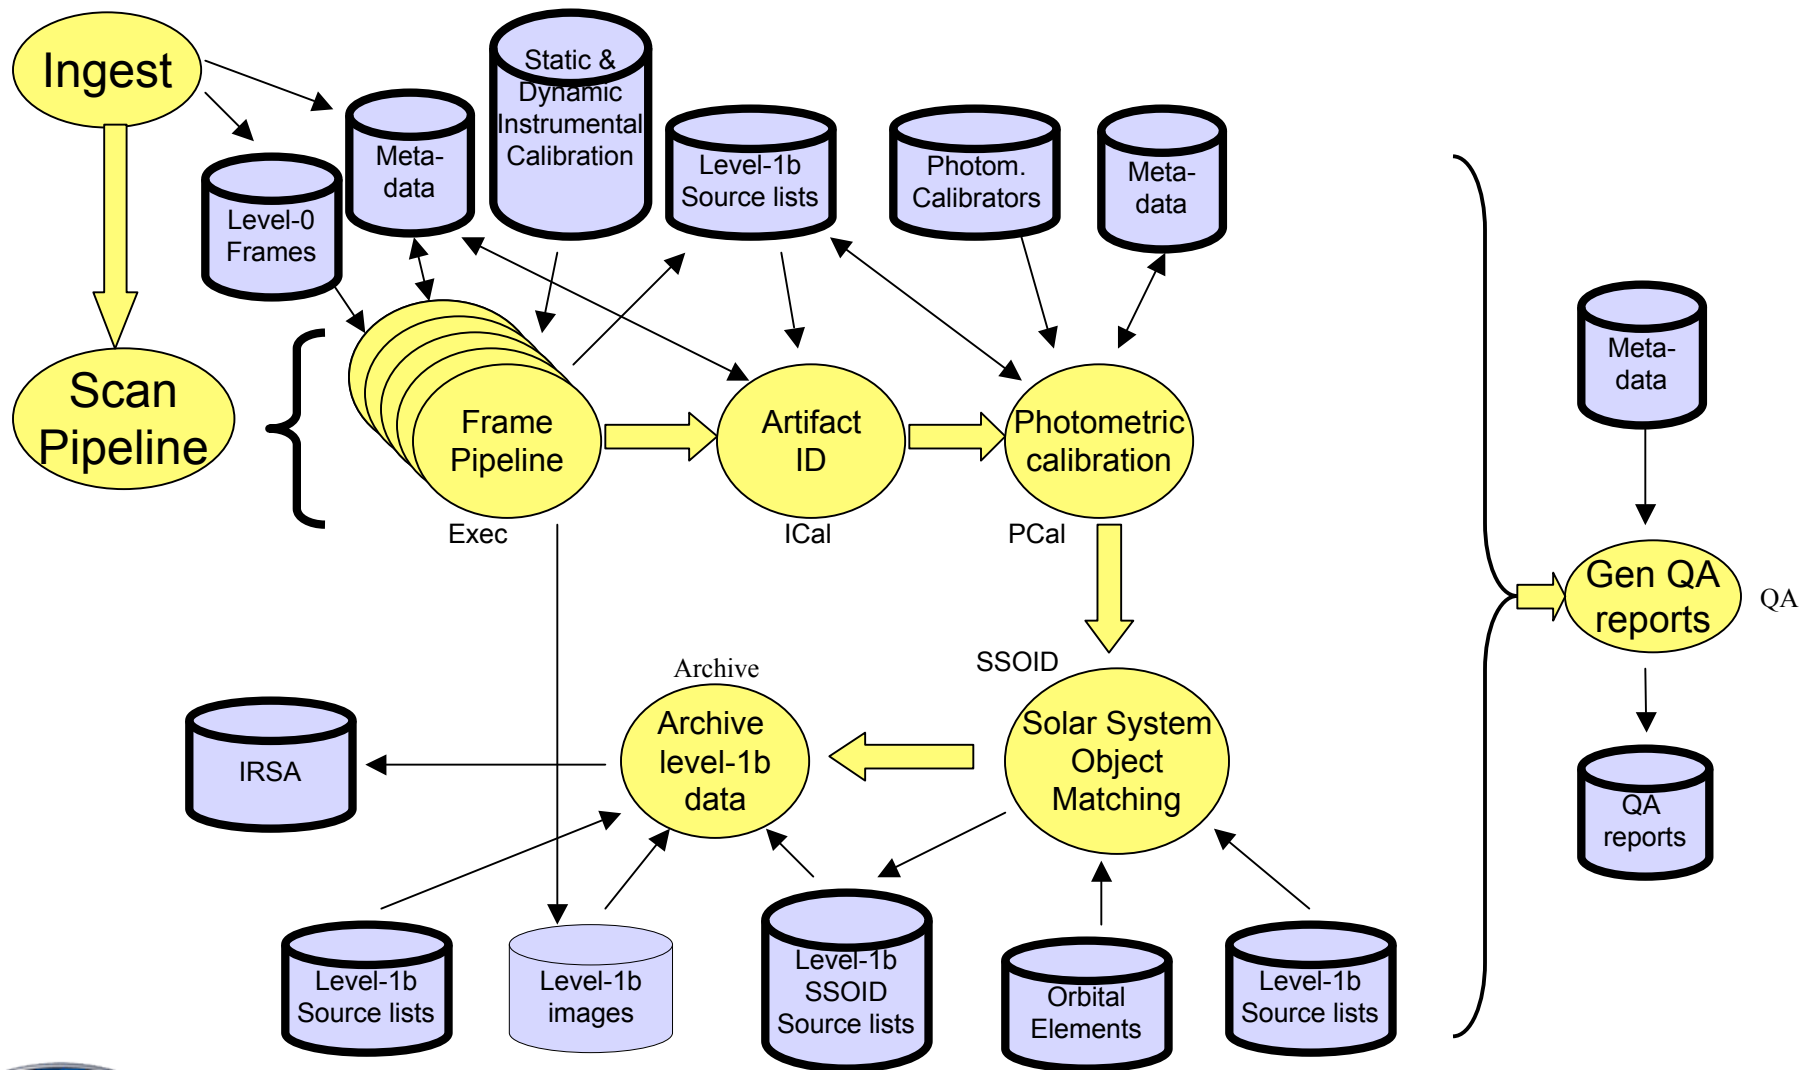 Ingest
Static &
Dynamic
Instrumental
Calibration
Meta-
data
Level-0
Frames
Level-1b
Source lists
Photom.
Calibrators
Meta-
data
Scan
Pipeline
Frame
Pipeline
Exec
Artifact
ID
ICal
Photometric
calibration
PCal
Meta-
data
Gen QA
reports
QA
QA
reports
SSOID
Solar System
Object
Matching
Archive
Archive
level-1b
data
IRSA
Level-1b
Source lists
Level-1b
images
Level-1b
SSOID
Source lists
Orbital
Elements
Level-1b
Source lists